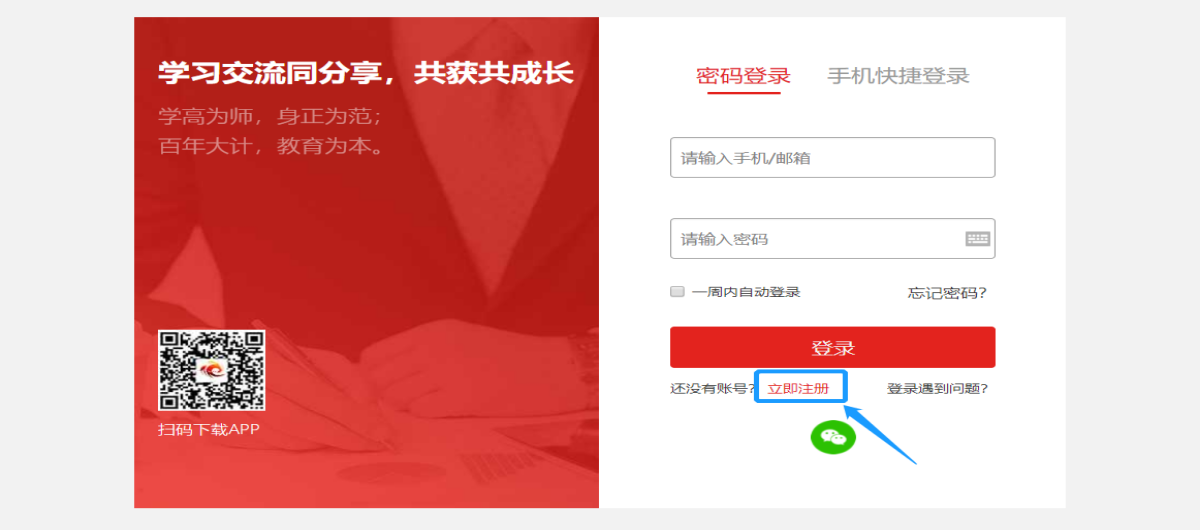 学习交流同分享，共获共成长
学高为师，身正为范；
百年大计，教育为本。
扫码下载APP
密码登录 手机快捷登录
请输入手机/邮箱
请输入密码
一周内自动登录 忘记密码?
登录
还没有账号? 立即注册 登录遇到问题?